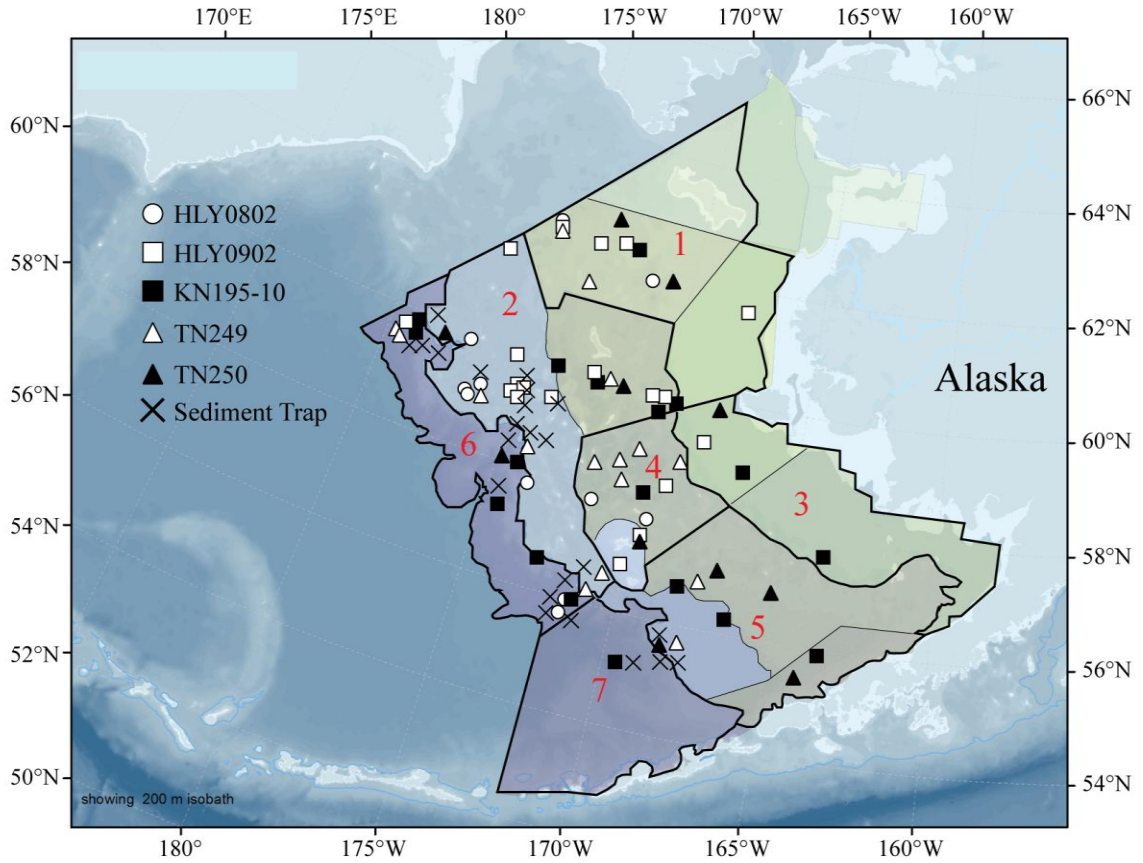 170°E 175°E 180° 175°W 170°W 165°W 160°W
66°N
60°N
64°N
HLY0802
1
HLY0902
58°N
2
KN195-10
62°N
TN249
TN250
56°N
Alaska
Sediment Trap
60°N
6
4
3
54°N
58°N
5
52°N
56°N
7
50°N
54°N
showing 200 m isobath
180° 175°W 170°W 165°W 160°W